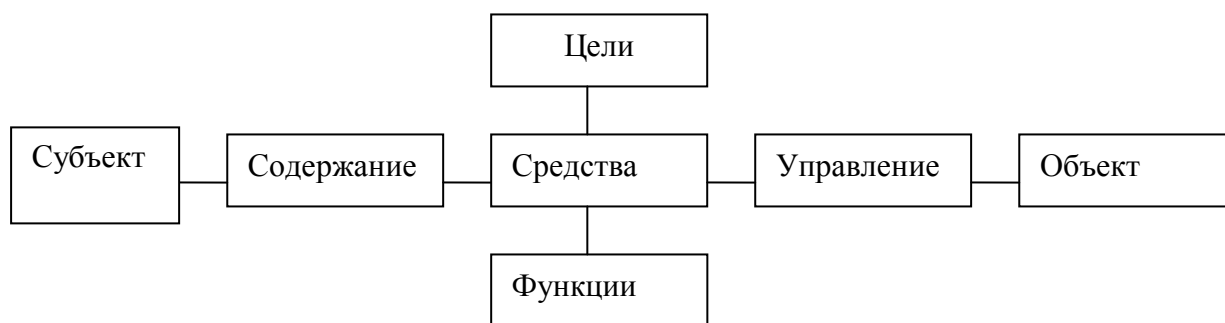 Цели
Субъект
Содержание
Средства
Управление
Объект
Функции